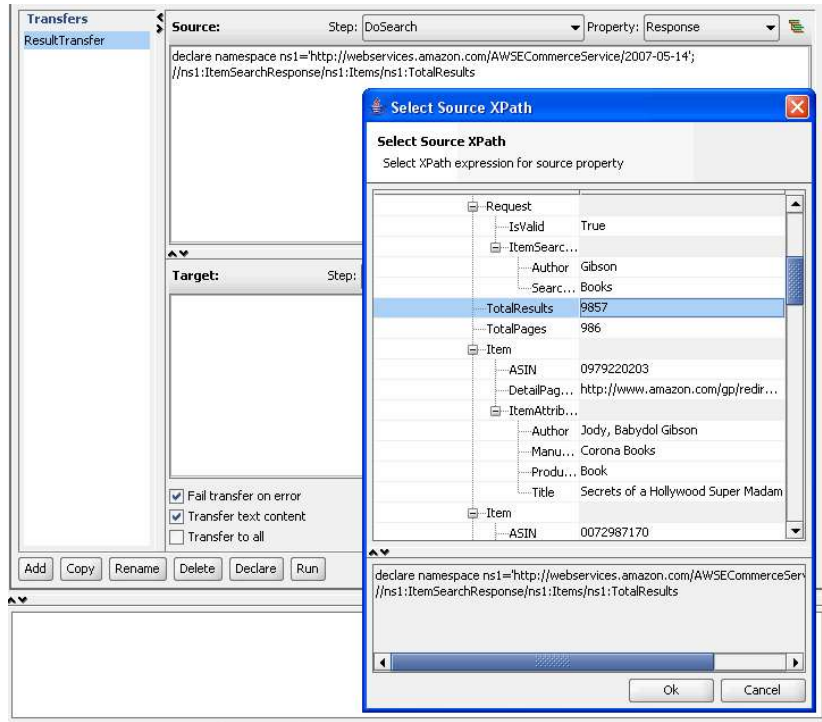 Transfers
ResultTransfer
Source: Step: DoSearch Property: Response
declare namespace ns1='http://webservices.amazon.com/AWSECommerceService/2007-05-14';
//ns1:ItemSearchResponse/ns1:Items/ns1:TotalResults
Target: Step:
Fail transfer on error
Transfer text content
Transfer to all
Add Copy Rename Delete Declare Run
Select Source XPath
Select Source XPath
Select XPath expression for source property
Request
IsValid True
ItemSearc...
Author Gibson
Searc... Books
TotalResults 9857
TotalPages 986
Item
ASIN 0979220203
DetailPag... http://www.amazon.com/gp/redir...
ItemAttrib...
Author Jody, Babydol Gibson
Manu... Corona Books
Produ... Book
Title Secrets of a Hollywood Super Madam
Item
ASIN 0072987170
declare namespace ns1='http://webservices.amazon.com/AWSECommerceSer
//ns1:ItemSearchResponse/ns1:Items/ns1:TotalResults
Ok Cancel